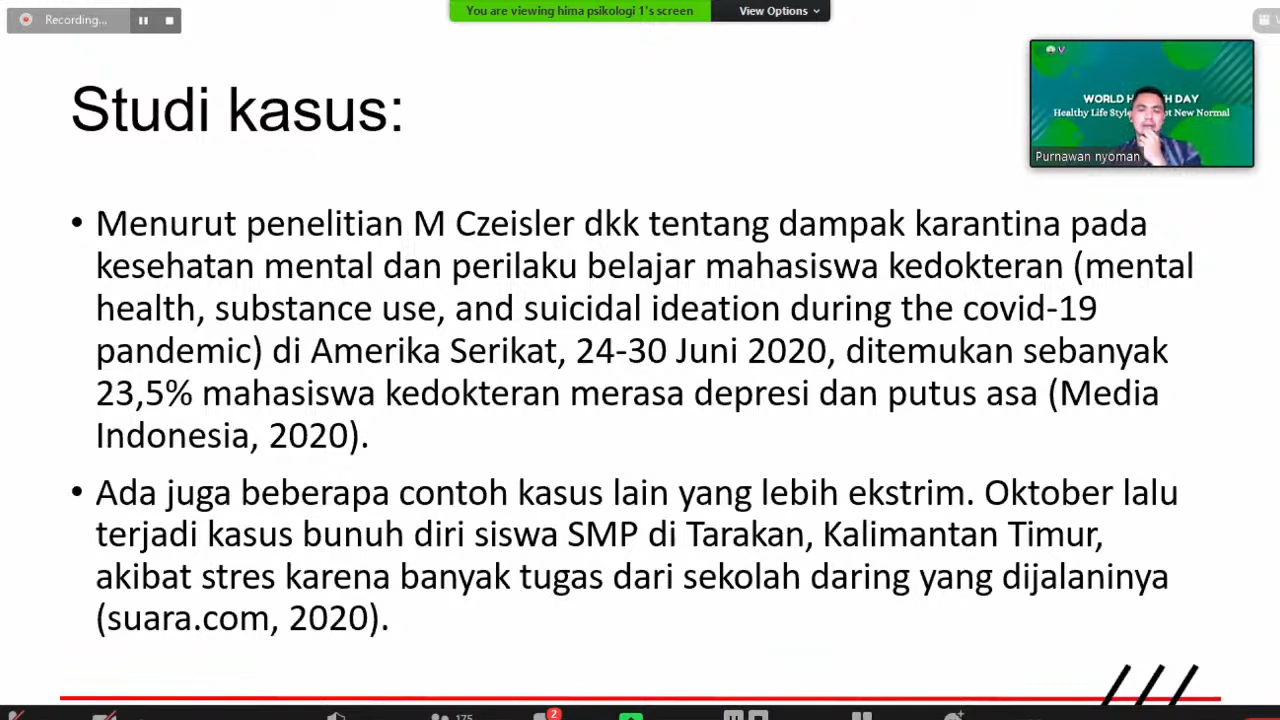 Recording...
You are viewing hima psikologi 1's screen
View Options
Studi kasus:
WORLD H TH DAY
Healthy Life Style New Normal
Purnawan nyoman
• Menurut penelitian M Czeisler dkk tentang dampak karantina pada
kesehatan mental dan perilaku belajar mahasiswa kedokteran (mental
health, substance use, and suicidal ideation during the covid-19
pandemic) di Amerika Serikat, 24-30 Juni 2020, ditemukan sebanyak
23,5% mahasiswa kedokteran merasa depresi dan putus asa (Media
Indonesia, 2020).
• Ada juga beberapa contoh kasus lain yang lebih ekstrim. Oktober lalu
terjadi kasus bunuh diri siswa SMP di Tarakan, Kalimantan Timur,
akibat stres karena banyak tugas dari sekolah daring yang dijalaninya
(suara.com, 2020).
2
175